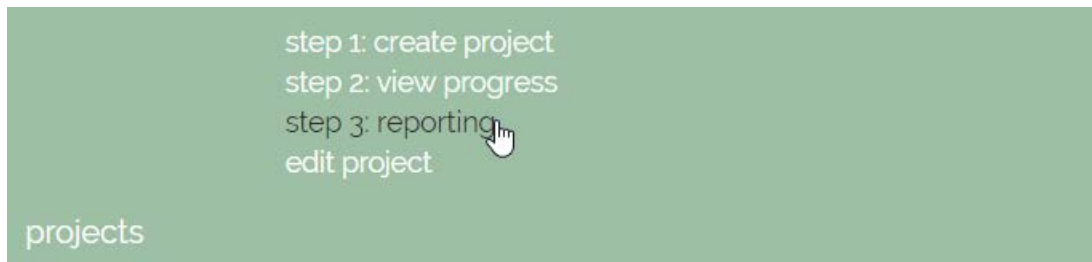 step 1: create project
step 2: view progress
step 3: reporting
edit project
projects